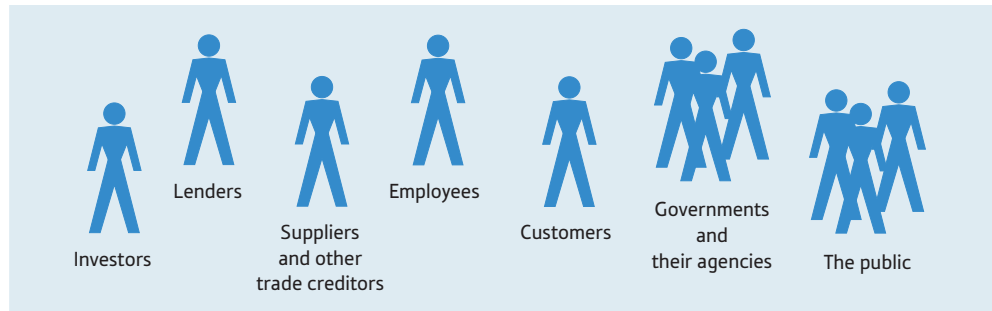 Investors
Lenders
Suppliers
and other
trade creditors
Employees
Customers
Governments
and
their agencies
The public